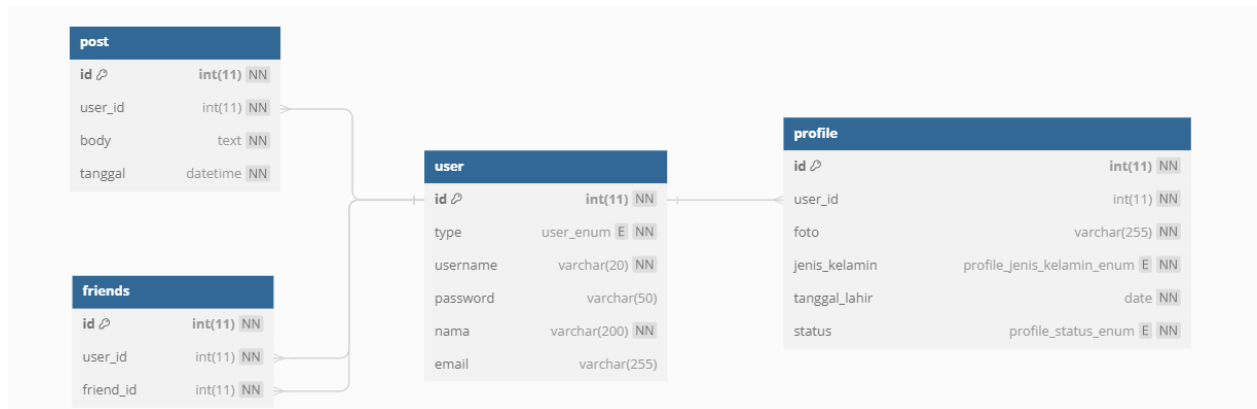 post
id int(11) NN
user_id int(11) NN
body text NN
tanggal datetime NN
friends
id int(11) NN
user_id int(11) NN
friend_id int(11) NN
user
id int(11) NN
type user_enum E NN
username varchar(20) NN
password varchar(50)
nama varchar(200) NN
email varchar(255)
profile
id int(11) NN
user_id int(11) NN
foto varchar(255) NN
jenis_kelamin profile_jenis_kelamin_enum E NN
tanggal_lahir date NN
status profile_status_enum E NN